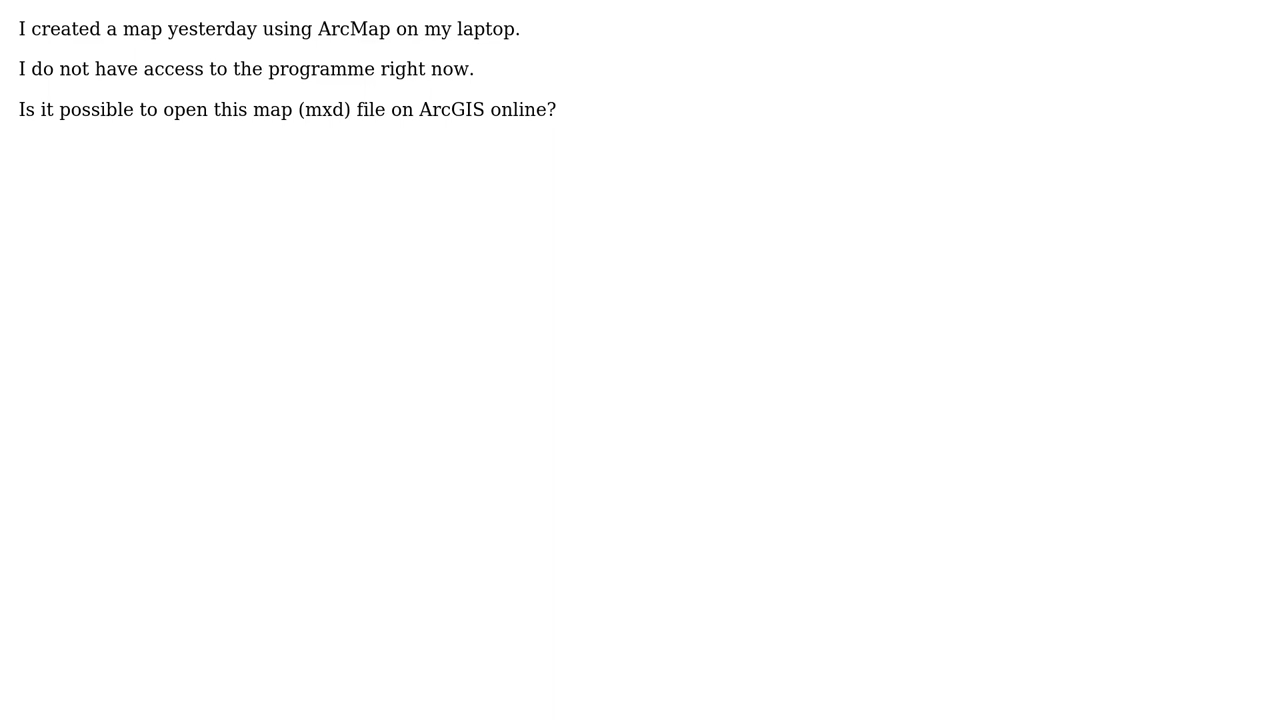 I created a map yesterday using ArcMap on my laptop.
I do not have access to the programme right now.
Is it possible to open this map (mxd) file on ArcGIS online?